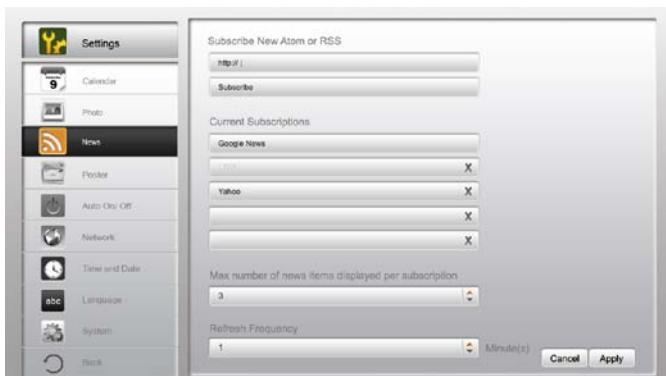 Settings
Calendar
9
Photo
News
Poster
Auto On/ Off
Network
Time and Date
abc
Language
System
Back
Subscribe New Atom or RSS
http:// |
Subscribe
Current Subscriptions
Google News
X
Yahoo
X
X
X
Max number of news items displayed per subscription
3
Refresh Frequency
1
Minute(s)
Cancel
Apply